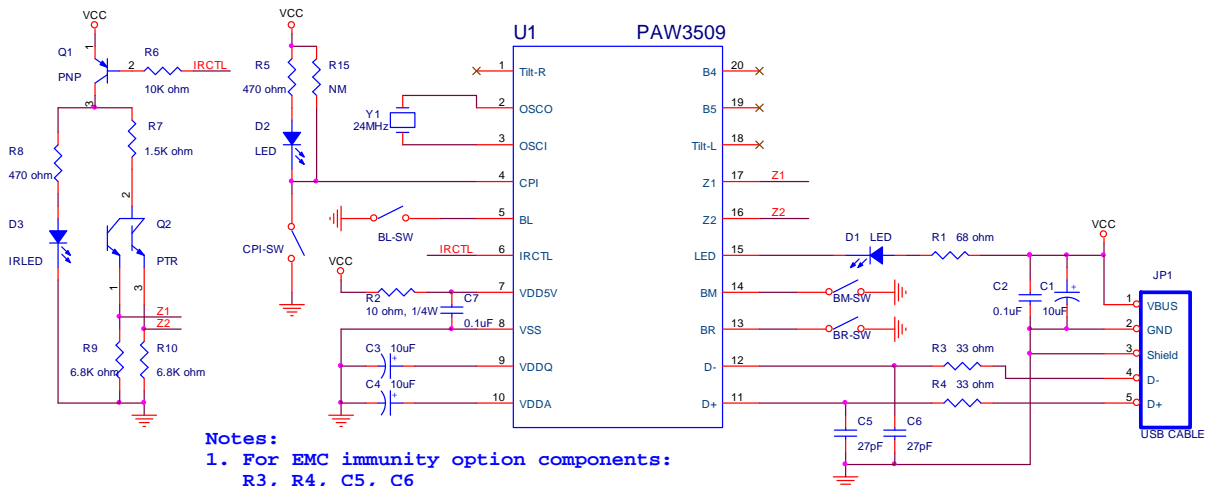 VCC
VCC
U1
PAW3509
Q1
PNP
1
2
3
R6
10K ohm
IRCTL
R5
470 ohm
R15
NM
D2
LED
R8
470 ohm
R7
1.5K ohm
2
D3
IRLED
Q2
PTR
1
3
Z1
Z2
R9
6.8K ohm
R10
6.8K ohm
CPI-SW
Y1
24MHz
BL-SW
IRCTL
VCC
R2
10 ohm, 1/4W
C7
0.1uF
C3
10uF
+
C4
10uF
+
1
Tilt-R
2
OSCO
3
OSCI
4
CPI
5
BL
6
IRCTL
7
VDD5V
8
VSS
9
VDDQ
10
VDDA
B4
20
B5
19
Tilt-L
18
Z1
17
Z1
Z2
16
Z2
LED
15
BM
14
BR
13
D-
12
D+
11
D1
LED
R1
68 ohm
BM-SW
BR-SW
VCC
C2
0.1uF
C1
10uF
+
R3
33 ohm
R4
33 ohm
C5
27pF
C6
27pF
JP1
1
VBUS
2
GND
3
Shield
4
D-
5
D+
USB CABLE
Notes:
1. For EMC immunity option components:
R3, R4, C5, C6